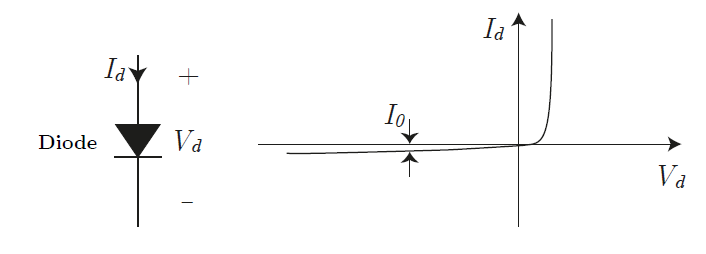 I_d
+
Diode
V_d
–
I_d
I_0
V_d